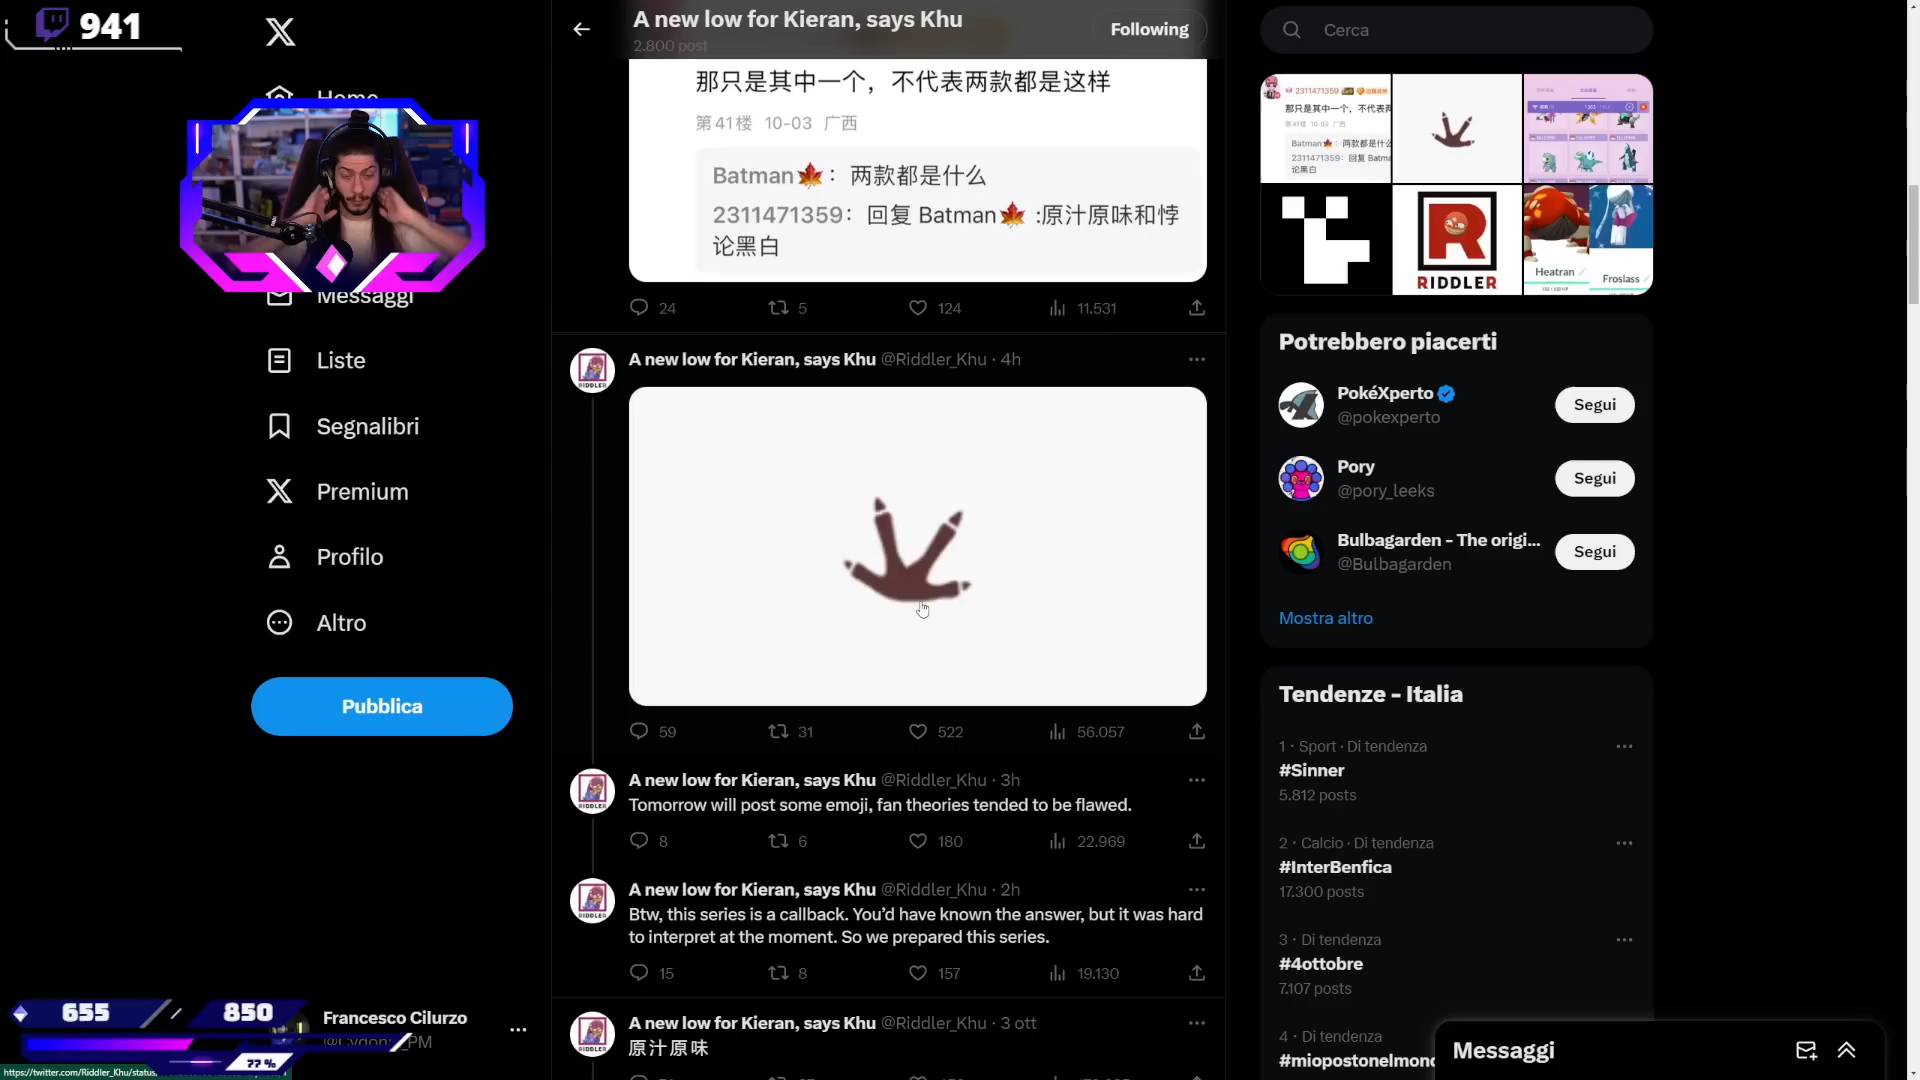 941
A new low for Kieran, says Khu
2.800 post
Following
Cerca
Home
Messaggi
Liste
Segnalibri
Premium
Profilo
Altro
Pubblica
那只是其中一个，不代表两款都是这样
第41楼 10-03 广西
Batman🍁：两款都是什么
2311471359：回复 Batman🍁 :原汁原味和悖
论黑白
24 5 124 11.531
A new low for Kieran, says Khu @Riddler_Khu · 4h
59 31 522 56.057
A new low for Kieran, says Khu @Riddler_Khu · 3h
Tomorrow will post some emoji, fan theories tended to be flawed.
8 6 180 22.969
A new low for Kieran, says Khu @Riddler_Khu · 2h
Btw, this series is a callback. You'd have known the answer, but it was hard
to interpret at the moment. So we prepared this series.
15 8 157 19.130
A new low for Kieran, says Khu @Riddler_Khu · 3 ott
原汁原味
RIDDLER
Heatran
Froslass
Potrebbero piacerti
PokéXperto
@pokexperto
Segui
Pory
@pory_leeks
Segui
Bulbagarden - The origi...
@Bulbagarden
Segui
Mostra altro
Tendenze - Italia
1 · Sport · Di tendenza
#Sinner
5.812 posts
2 · Calcio · Di tendenza
#InterBenfica
17.300 posts
3 · Di tendenza
#4ottobre
7.107 posts
4 · Di tendenza
#miopostonelmond
Messaggi
655 850
Francesco Cilurzo
77 %
https://twitter.com/Riddler_Khu/status